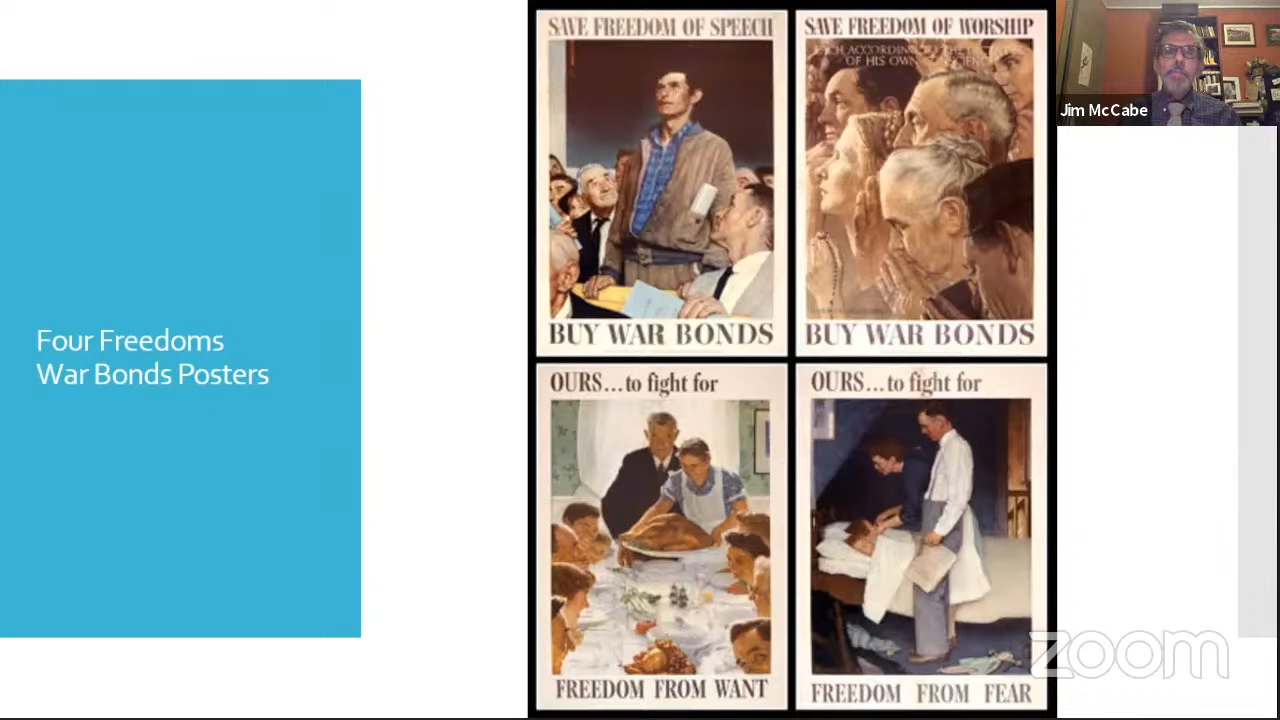 Four Freedoms
War Bonds Posters
SAVE FREEDOM OF SPEECH
BUY WAR BONDS
SAVE FREEDOM OF WORSHIP
EACH ACCORDING TO THE DICTATES
OF HIS OWN CONSCIENCE
BUY WAR BONDS
OURS...to fight for
FREEDOM FROM WANT
OURS...to fight for
FREEDOM FROM FEAR
Jim McCabe
zoom